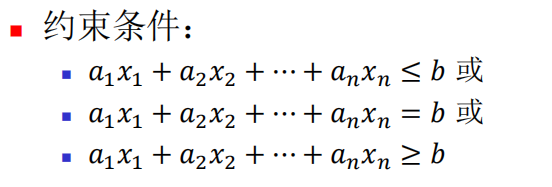 约束条件：
a₁x₁ + a₂x₂ + ⋯ + aₙxₙ ≤ b 或
a₁x₁ + a₂x₂ + ⋯ + aₙxₙ = b 或
a₁x₁ + a₂x₂ + ⋯ + aₙxₙ ≥ b